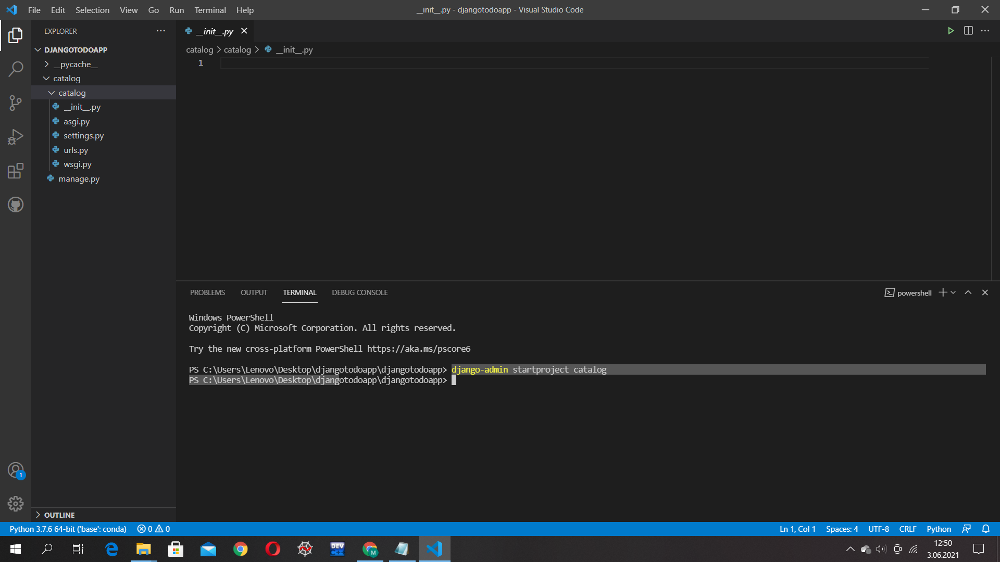 File Edit Selection View Go Run Terminal Help
__init__.py - djangotodoapp - Visual Studio Code
EXPLORER
DJANGOTODOAPP
__pycache__
catalog
catalog
__init__.py
asgi.py
settings.py
urls.py
wsgi.py
manage.py
OUTLINE
__init__.py
catalog > catalog > __init__.py
1
PROBLEMS OUTPUT TERMINAL DEBUG CONSOLE
powershell
Windows PowerShell
Copyright (C) Microsoft Corporation. All rights reserved.
Try the new cross-platform PowerShell https://aka.ms/pscore6
PS C:\Users\Lenovo\Desktop\djangotodoapp\djangotodoapp> django-admin startproject catalog
PS C:\Users\Lenovo\Desktop\djangotodoapp\djangotodoapp>
1
Python 3.7.6 64-bit ('base': conda) 0 0
Ln 1, Col 1 Spaces: 4 UTF-8 CRLF Python
DEV
C++
M
12:50
3.06.2021